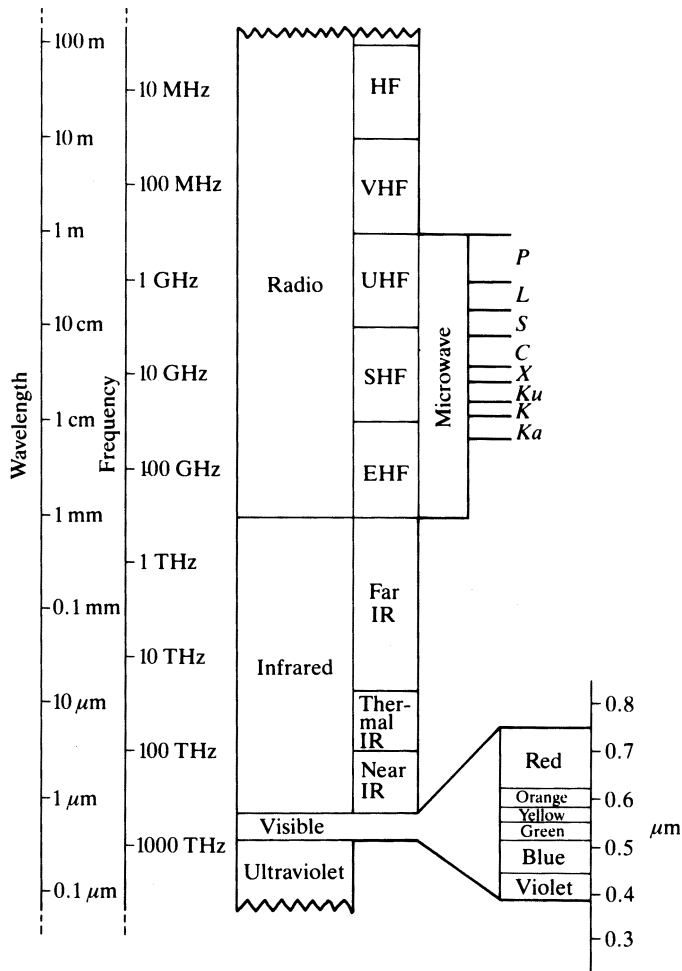 100 m
10 m
1 m
10 cm
1 cm
1 mm
0.1 mm
10 μm
1 μm
0.1 μm
Wavelength
10 MHz
100 MHz
1 GHz
10 GHz
100 GHz
1 THz
10 THz
100 THz
1000 THz
Frequency
Radio
Infrared
Visible
Ultraviolet
HF
VHF
UHF
SHF
EHF
Far
IR
Ther-
mal
IR
Near
IR
Microwave
P
L
S
C
X
Ku
K
Ka
Red
Orange
Yellow
Green
Blue
Violet
0.8
0.7
0.6
0.5
0.4
0.3
μm